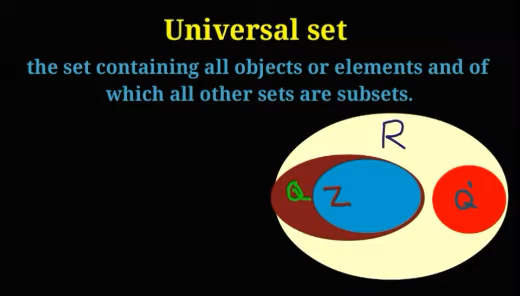 Universal set
the set containing all objects or elements and of
which all other sets are subsets.
R
Q Z Q'